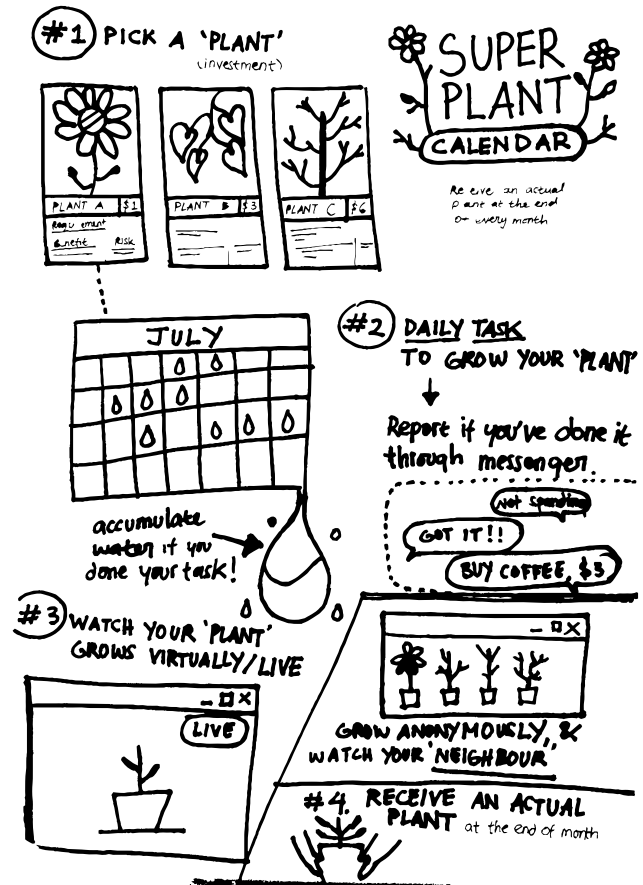 #1 PICK A 'PLANT'
(investment)
SUPER
PLANT
CALENDAR
Receive an actual
plant at the end
of every month
PLANT A $1
Requirement
Benefit Risk
PLANT B $3
PLANT C $6
JULY
#2 DAILY TASK
TO GROW YOUR 'PLANT'
Report if you've done it
through messenger.
Not spending
GOT IT!!
BUY COFFEE, $3
accumulate
water if you
done your task!
#3 WATCH YOUR 'PLANT'
GROWS VIRTUALLY/LIVE
LIVE
GROW ANONYMOUSLY, &
WATCH YOUR 'NEIGHBOUR'
#4. RECEIVE AN ACTUAL
PLANT at the end of month